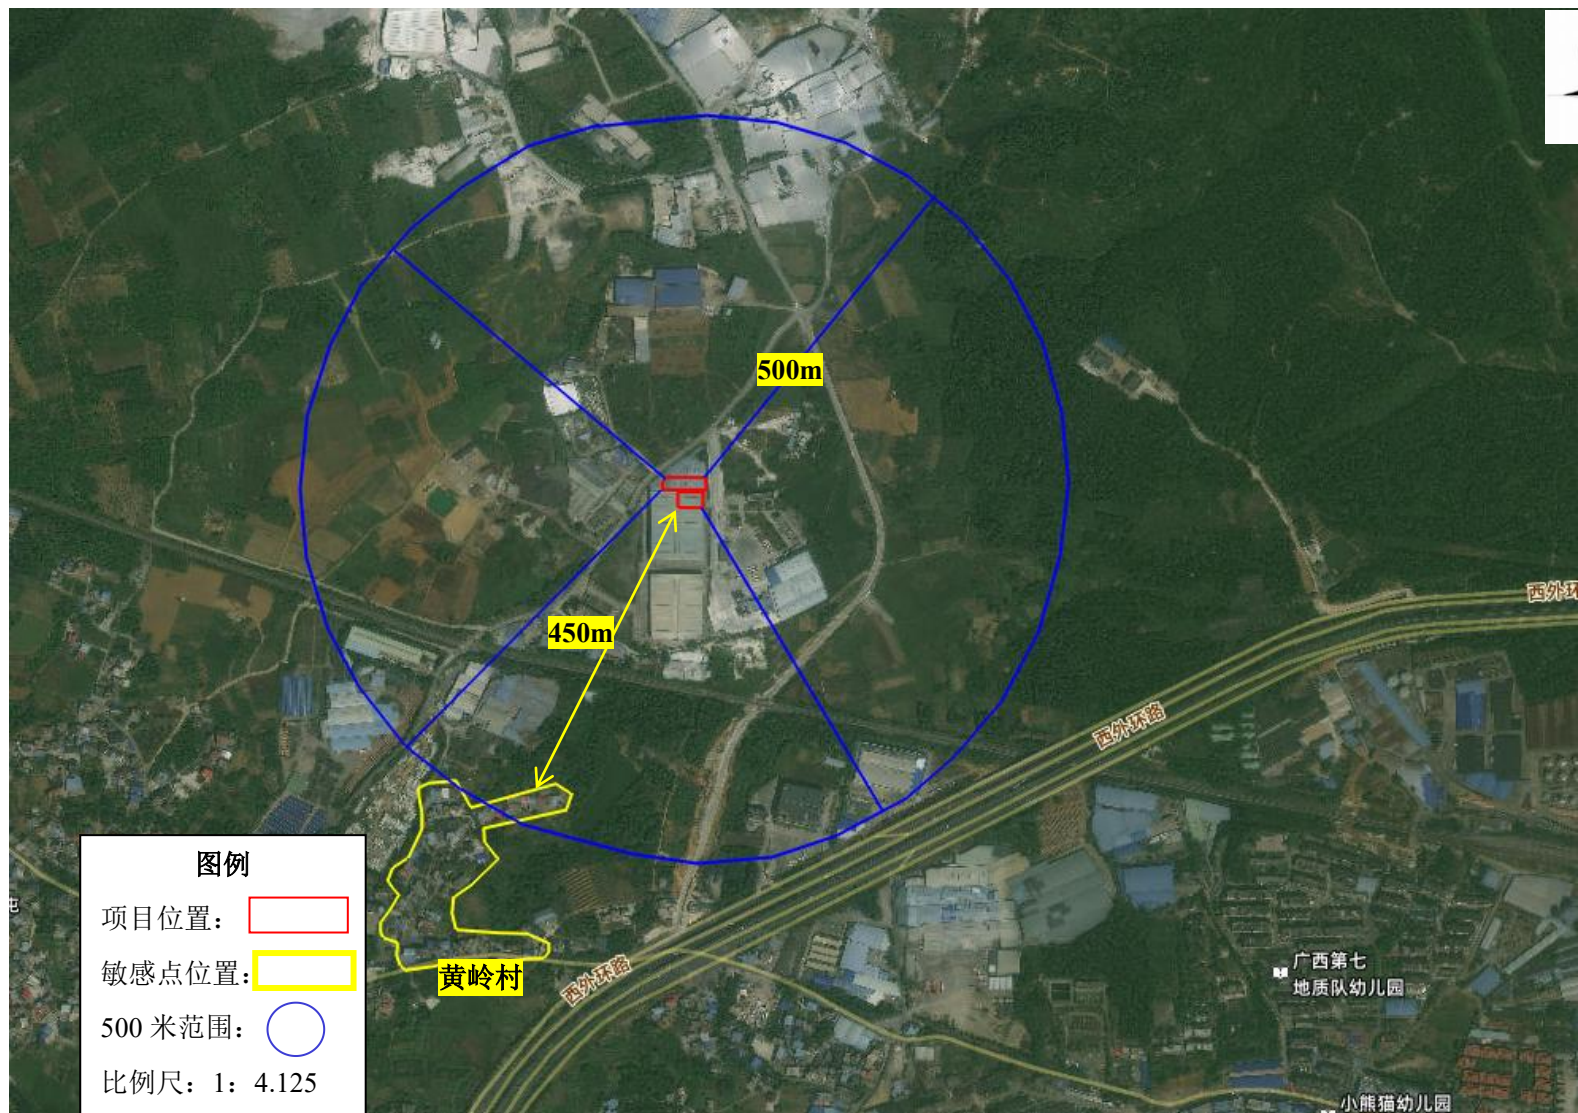 500m
西外环
450m
西外环路
图例
项目位置：
敏感点位置：
500 米范围：
比例尺：1：4.125
黄岭村
西外环路
广西第七
地质队幼儿园
小熊猫幼儿园